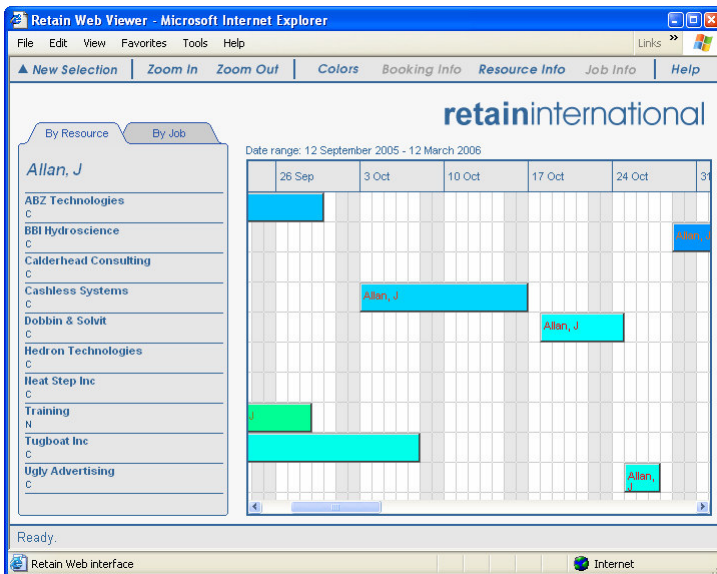 Retain Web Viewer - Microsoft Internet Explorer
File Edit View Favorites Tools Help Links »
▲ New Selection Zoom In Zoom Out Colors Booking Info Resource Info Job Info Help
retaininternational
By Resource By Job
Date range: 12 September 2005 - 12 March 2006
Allan, J
26 Sep 3 Oct 10 Oct 17 Oct 24 Oct 31
ABZ Technologies
C
BBI Hydroscience
C
Allan, J
Calderhead Consulting
C
Cashless Systems
C
Allan, J
Dobbin & Solvit
C
Allan, J
Hedron Technologies
C
Neat Step Inc
C
Training
N
J
Tugboat Inc
C
Ugly Advertising
C
Allan,
J
Ready.
Retain Web interface Internet